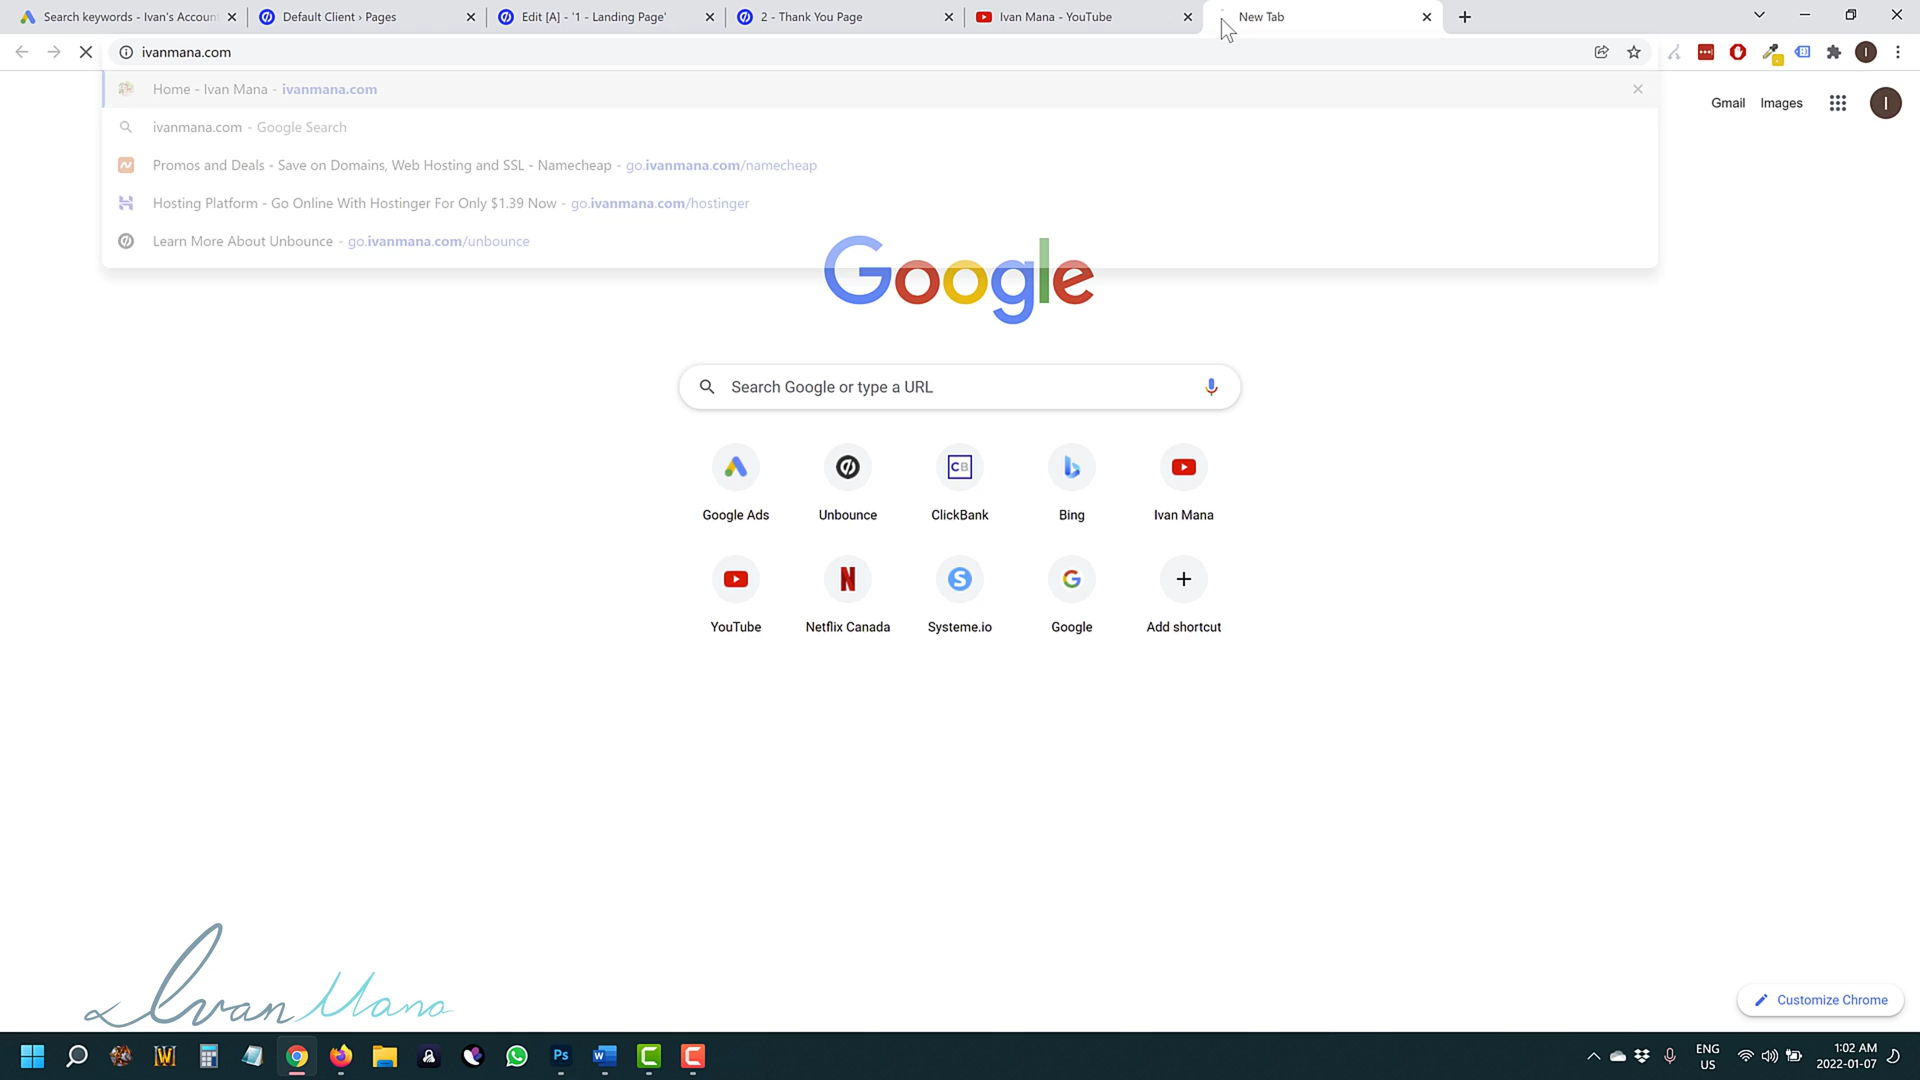 Search keywords - Ivan's Accoun
Default Client › Pages
Edit [A] - '1 - Landing Page'
2 - Thank You Page
Ivan Mana - YouTube
New Tab
ivanmana.com
Home - Ivan Mana - ivanmana.com
ivanmana.com - Google Search
Promos and Deals - Save on Domains, Web Hosting and SSL - Namecheap - go.ivanmana.com/namecheap
Hosting Platform - Go Online With Hostinger For Only $1.39 Now - go.ivanmana.com/hostinger
Learn More About Unbounce - go.ivanmana.com/unbounce
Gmail Images
I
I
Google
Search Google or type a URL
CB
Google Ads Unbounce ClickBank Bing Ivan Mana
YouTube Netflix Canada Systeme.io Google Add shortcut
Ivan Mana
Customize Chrome
Ps
ENG
US
1:02 AM
2022-01-07